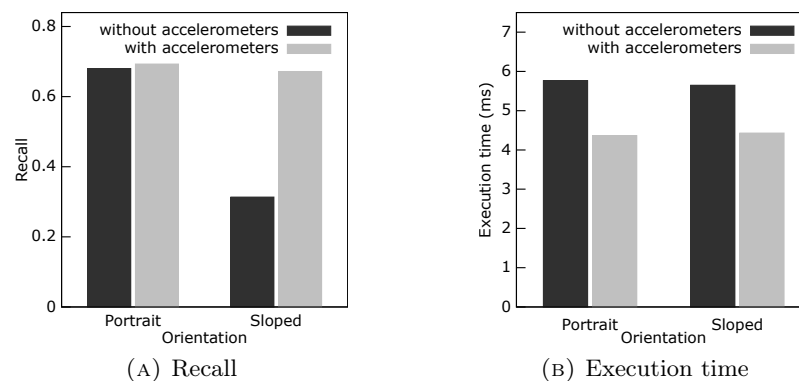 without accelerometers
with accelerometers
0.8
0.6
0.4
0.2
0
Recall
Portrait
Sloped
Orientation
(A) Recall
without accelerometers
with accelerometers
7
6
5
4
3
2
1
0
Execution time (ms)
Portrait
Sloped
Orientation
(B) Execution time